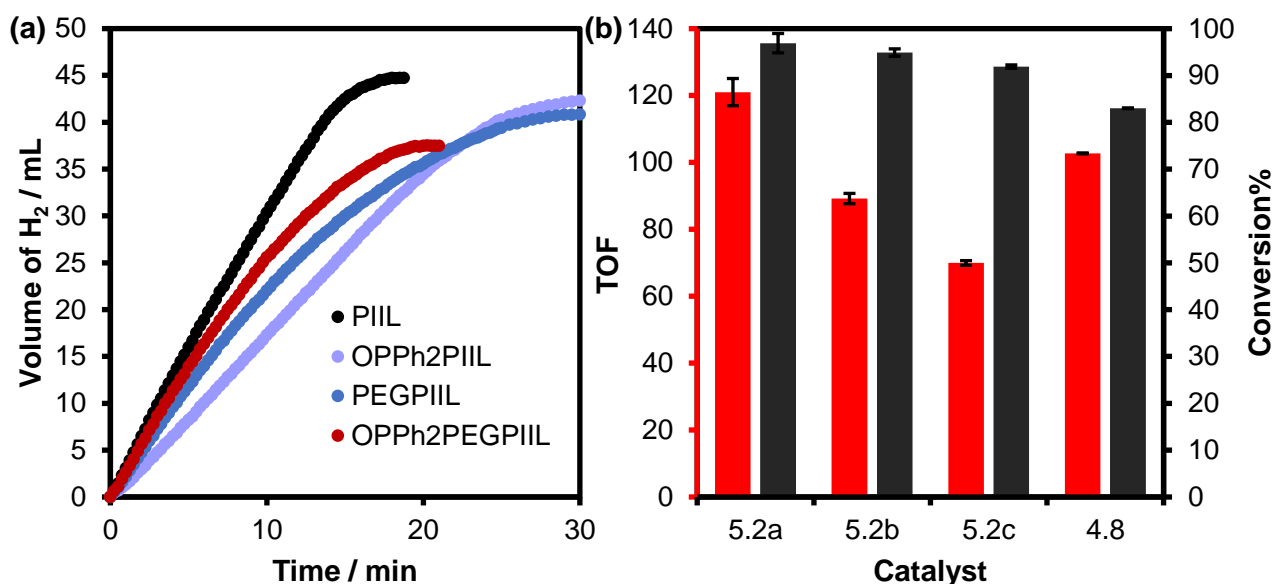 (a)
Volume of H2 / mL
50
45
40
35
30
25
20
15
10
5
0
0 10 20 30
Time / min
PIIL
OPPh2PIIL
PEGPIIL
OPPh2PEGPIIL
(b)
TOF
140
120
100
80
60
40
20
0
5.2a 5.2b 5.2c 4.8
Catalyst
100
90
80
70
60
50
40
30
20
10
0
Conversion%